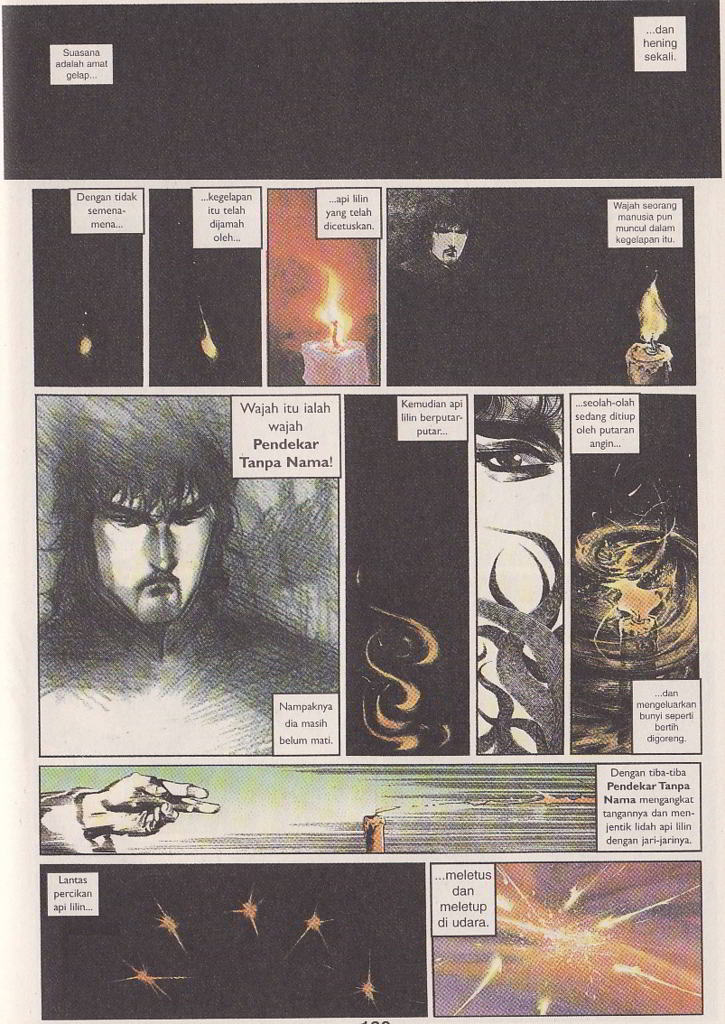 Suasana
adalah amat
gelap...
...dan
hening
sekali.
Dengan tidak
semena-
mena...
...kegelapan
itu telah
dijamah
oleh...
...api lilin
yang telah
dicetuskan.
Wajah seorang
manusia pun
muncul dalam
kegelapan itu.
Wajah itu ialah
wajah
Pendekar
Tanpa Nama!
Nampaknya
dia masih
belum mati.
Kemudian api
lilin berputar-
putar...
...seolah-olah
sedang ditiup
oleh putaran
angin...
...dan
mengeluarkan
bunyi seperti
bertih
digoreng.
Dengan tiba-tiba
Pendekar Tanpa
Nama mengangkat
tangannya dan men-
jentik lidah api lilin
dengan jari-jarinya.
Lantas
percikan
api lilin...
...meletus
dan
meletup
di udara.